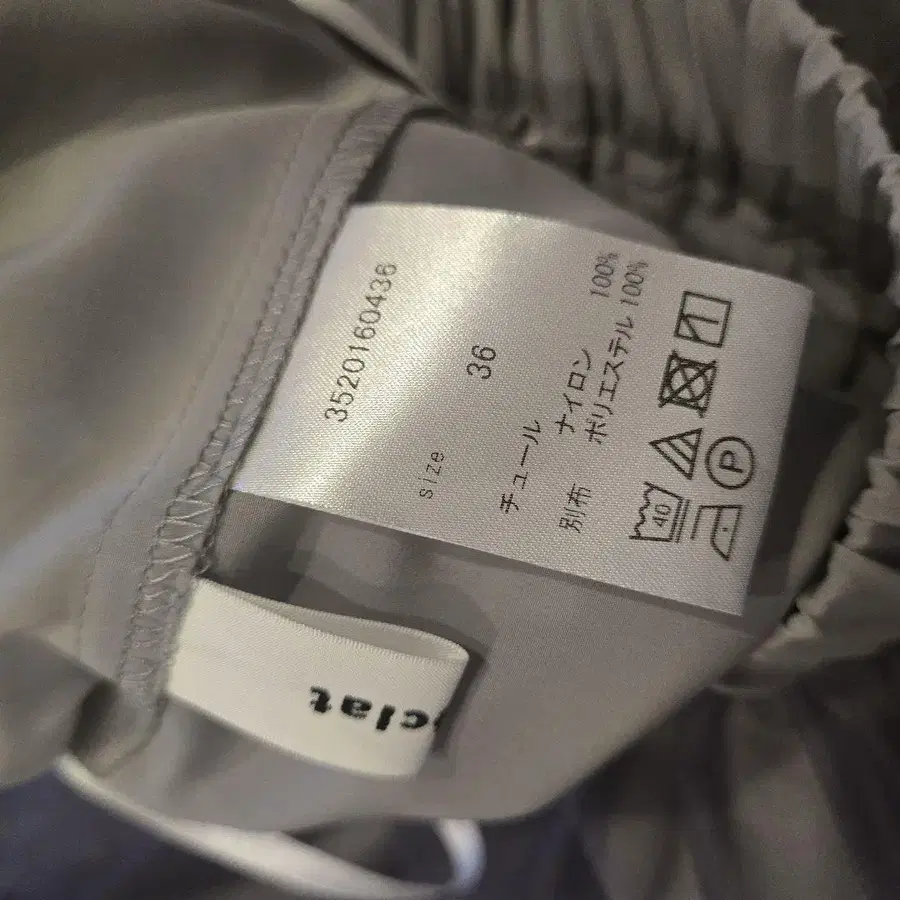 3520160436
size 36
チュール
ナイロン 100%
別布
ポリエステル 100%
40
P
clat